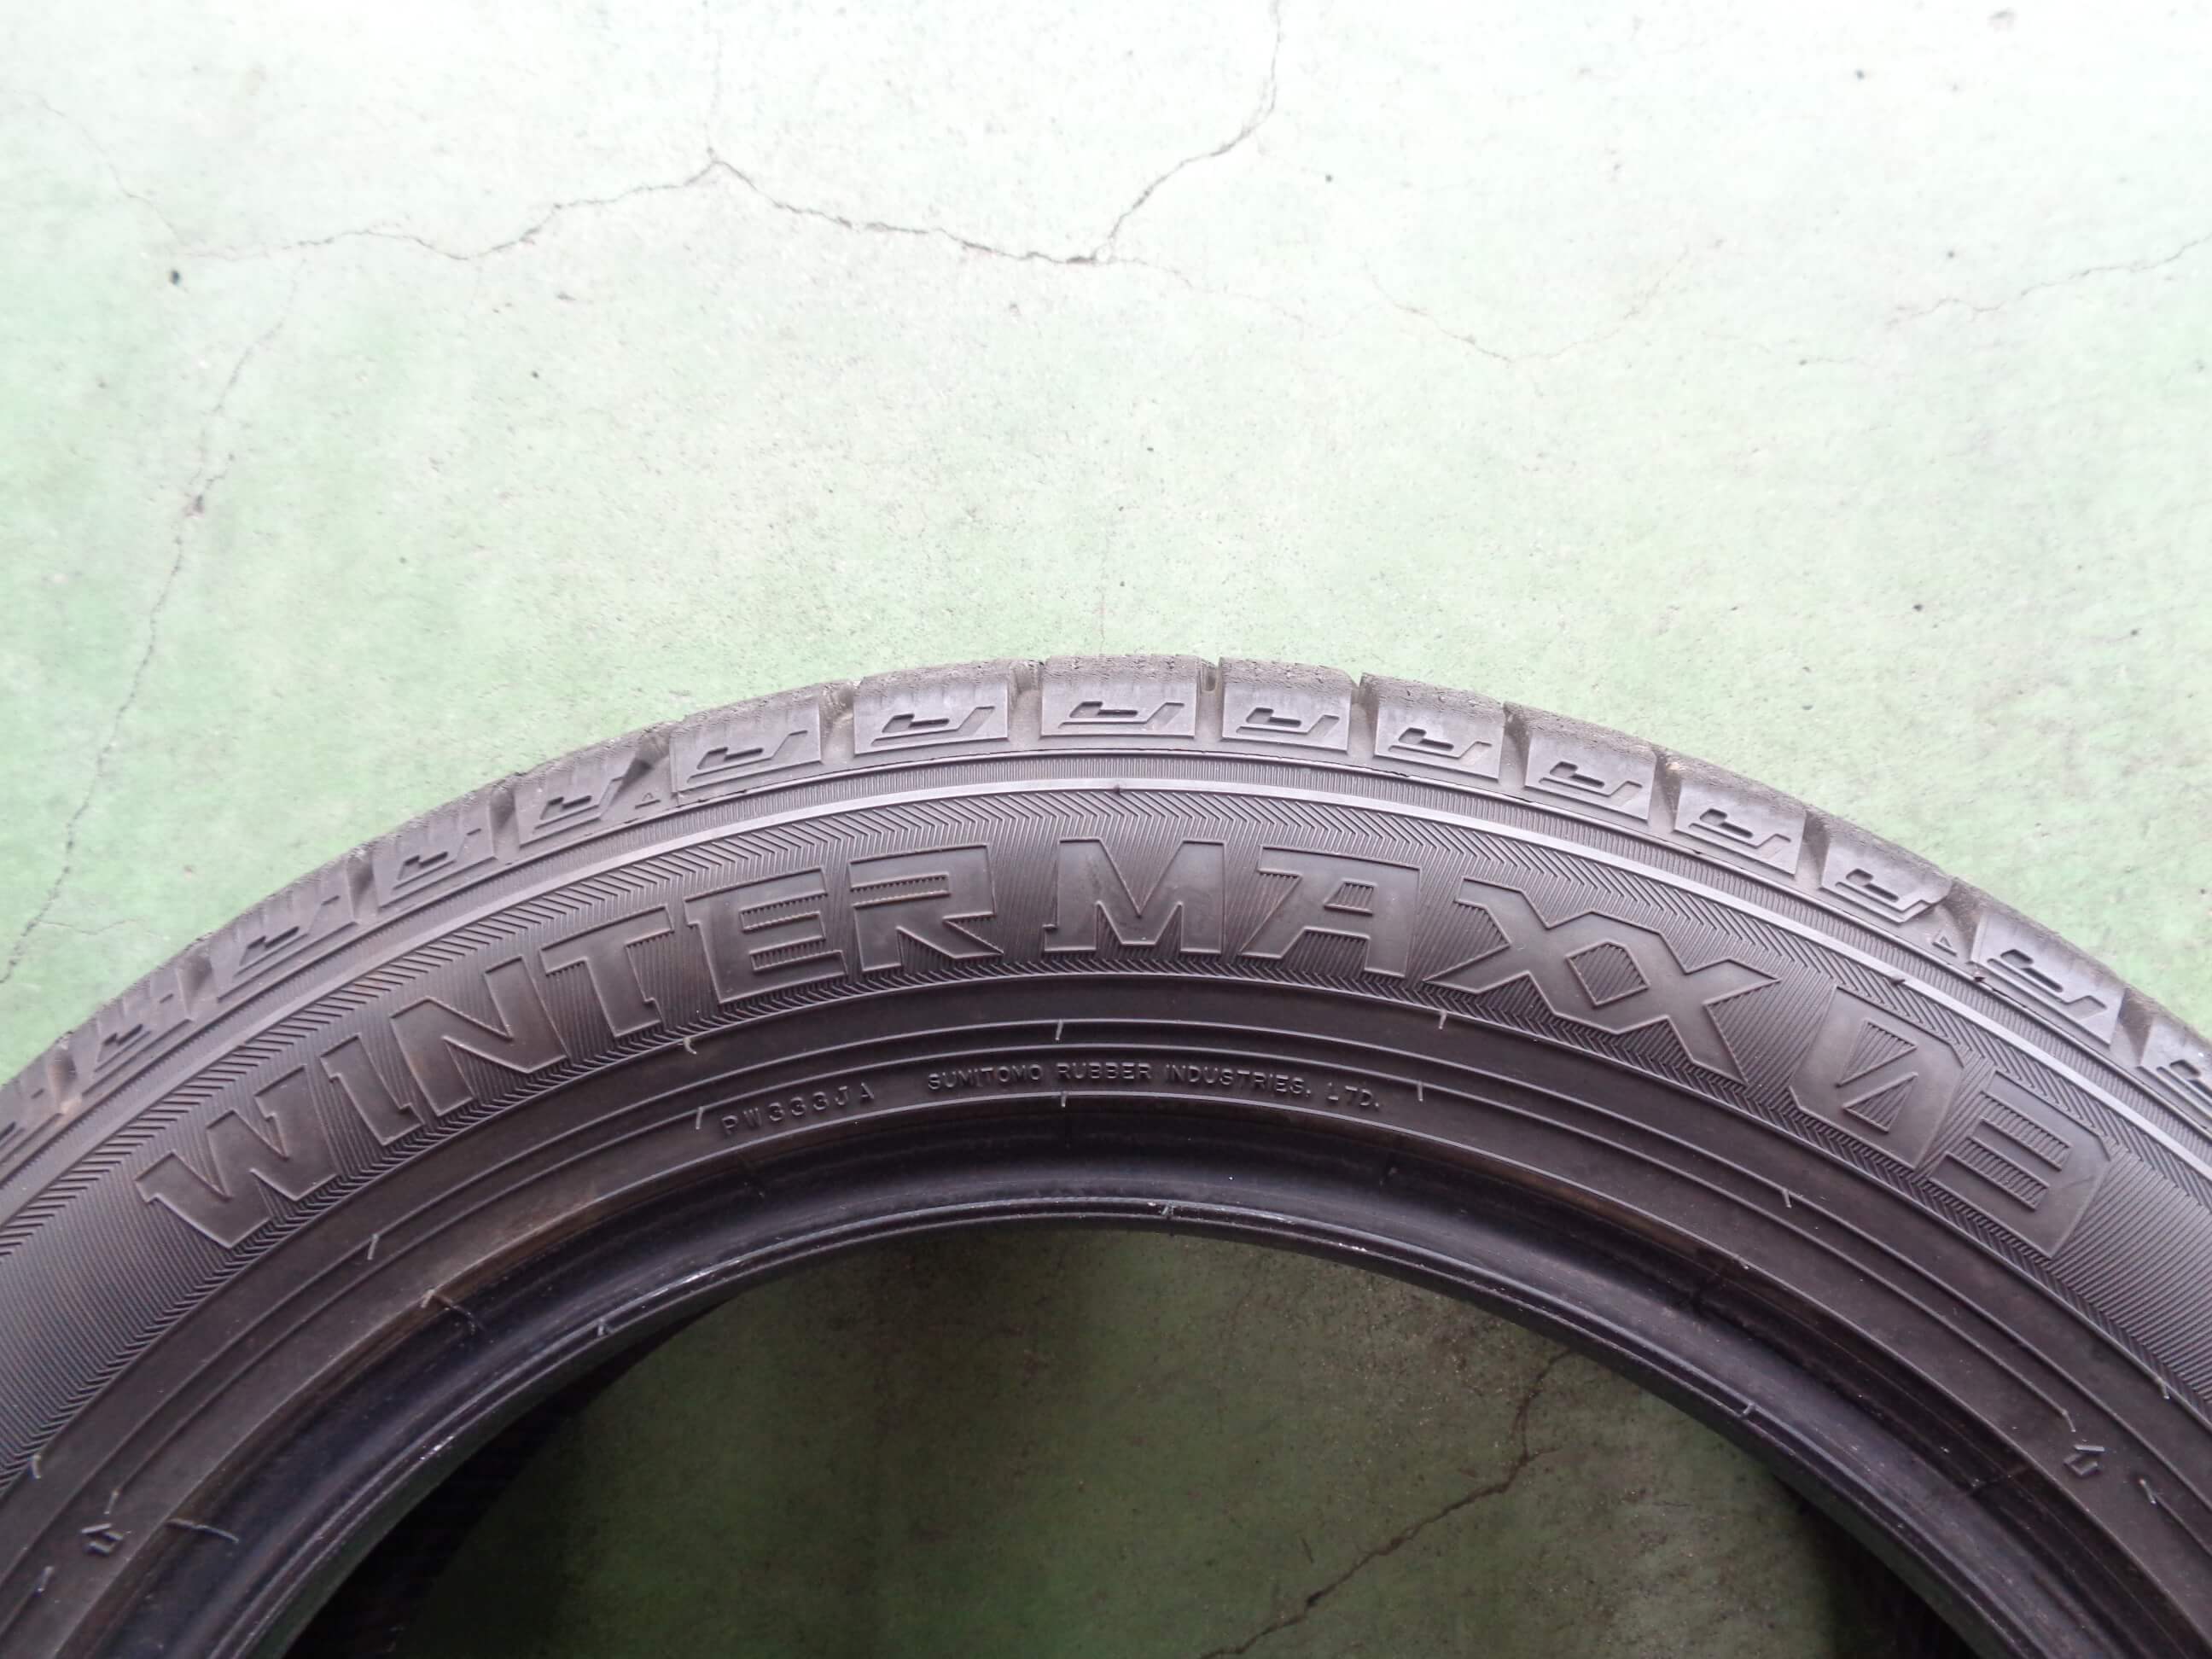 WINTER MAXX 03
PW333JA SUMITOMO RUBBER INDUSTRIES, LTD.